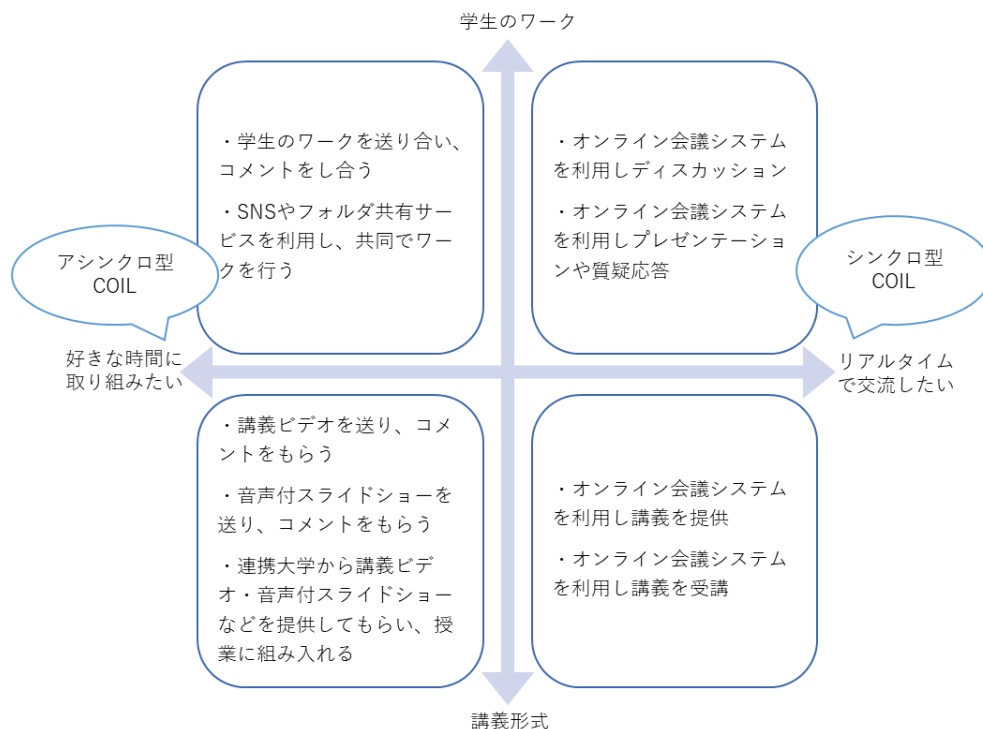 学生のワーク
・学生のワークを送り合い、
コメントをし合う
・SNSやフォルダ共有サー
ビスを利用し、共同でワー
クを行う
・オンライン会議システム
を利用しディスカッション
・オンライン会議システム
を利用しプレゼンテーショ
ンや質疑応答
アシンクロ型
COIL
シンクロ型
COIL
好きな時間に
取り組みたい
リアルタイム
で交流したい
・講義ビデオを送り、コメ
ントをもらう
・音声付スライドショーを
送り、コメントをもらう
・連携大学から講義ビデ
オ・音声付スライドショー
などを提供してもらい、授
業に組み入れる
・オンライン会議システム
を利用し講義を提供
・オンライン会議システム
を利用し講義を受講
講義形式